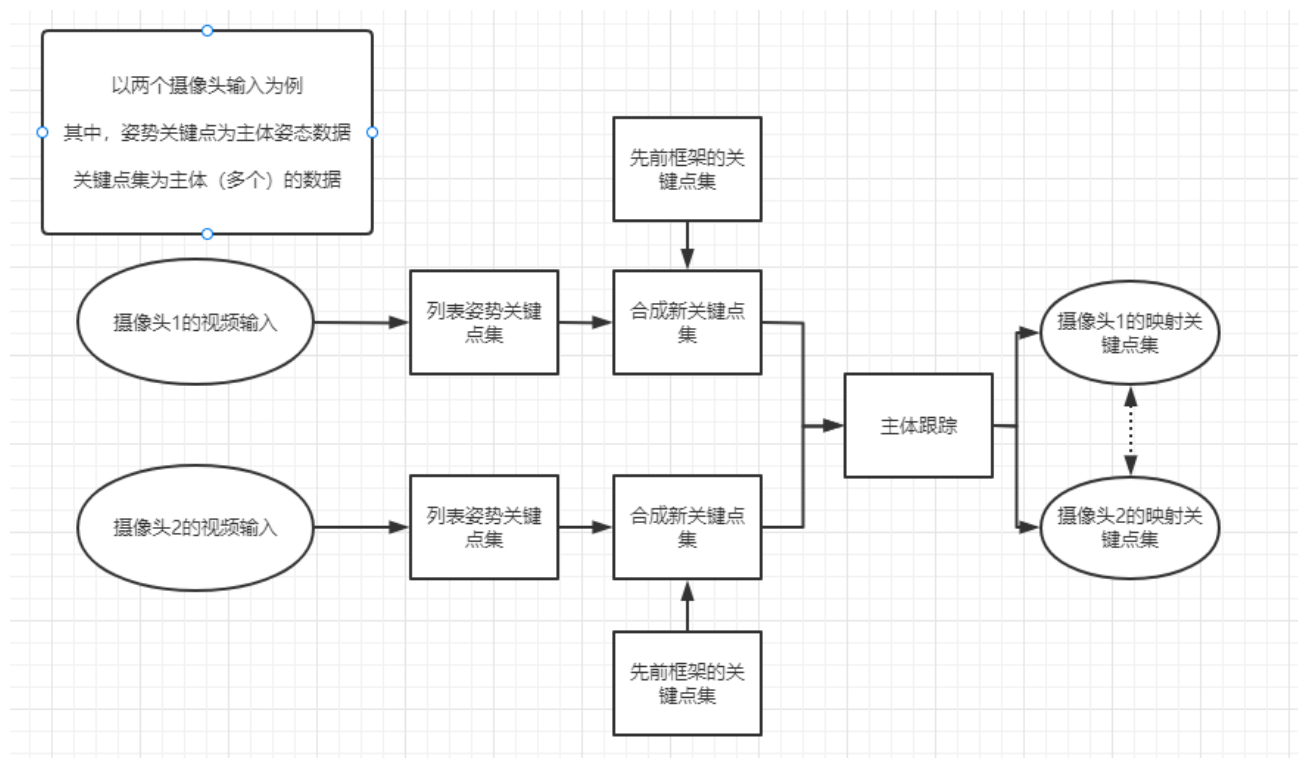 以两个摄像头输入为例
其中，姿势关键点为主体姿态数据
关键点集为主体（多个）的数据
先前框架的关
键点集
摄像头1的视频输入
列表姿势关键
点集
合成新关键点
集
主体跟踪
摄像头1的映射关
键点集
摄像头2的视频输入
列表姿势关键
点集
合成新关键点
集
摄像头2的映射关
键点集
先前框架的关
键点集